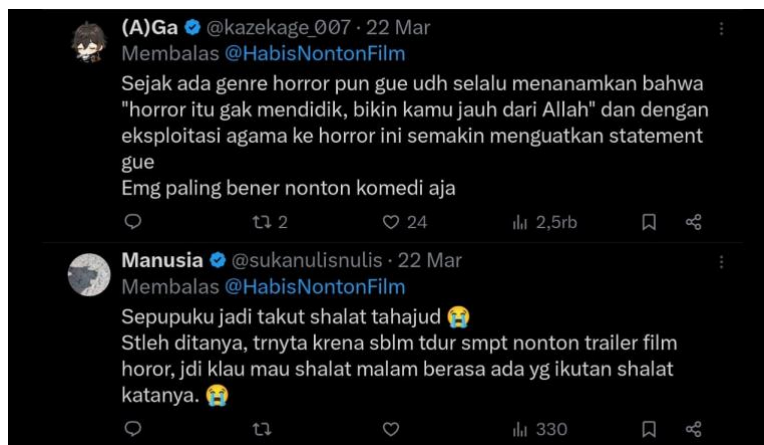 (A)Ga @kazekage_007 · 22 Mar
Membalas @HabisNontonFilm
Sejak ada genre horror pun gue udh selalu menanamkan bahwa
"horror itu gak mendidik, bikin kamu jauh dari Allah" dan dengan
eksploitasi agama ke horror ini semakin menguatkan statement
gue
Emg paling bener nonton komedi aja
2 24 2,5rb
Manusia @sukanulisnulis · 22 Mar
Membalas @HabisNontonFilm
Sepupuku jadi takut shalat tahajud 😭
Stleh ditanya, trnyta krena sblm tdur smpt nonton trailer film
horor, jdi klau mau shalat malam berasa ada yg ikutan shalat
katanya. 😭
330